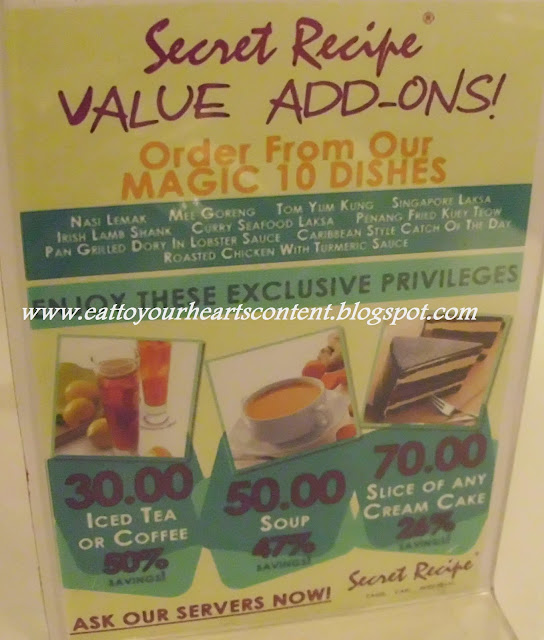 Secret Recipe®
VALUE ADD-ONS!
Order From Our
MAGIC 10 DISHES
NASI LEMAK MEE GORENG TOM YUM KUNG SINGAPORE LAKSA
IRISH LAMB SHANK CURRY SEAFOOD LAKSA PENANG FRIED KUEY TEOW
PAN GRILLED DORY IN LOBSTER SAUCE CARIBBEAN STYLE CATCH OF THE DAY
ROASTED CHICKEN WITH TURMERIC SAUCE
ENJOY THESE EXCLUSIVE PRIVILEGES
www.eattoyourheartscontent.blogspot.com
30.00
ICED TEA
OR COFFEE
50%
SAVINGS!
50.00
SOUP
47%
SAVINGS!
70.00
SLICE OF ANY
CREAM CAKE
SAVINGS!
ASK OUR SERVERS NOW!
Secret Recipe®